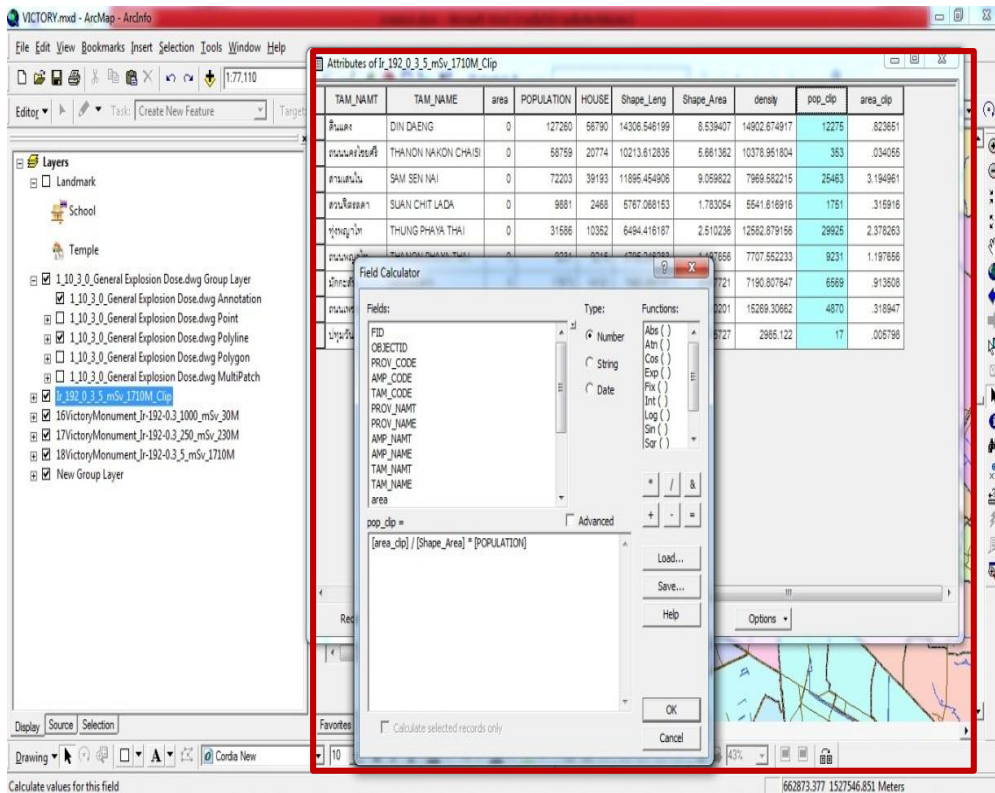 VICTORY.mxd - ArcMap - ArcInfo
File Edit View Bookmarks Insert Selection Tools Window Help
1:77,110
Editor Task: Create New Feature Target:
Layers
Landmark
School
Temple
1_10_3_0_General Explosion Dose.dwg Group Layer
1_10_3_0_General Explosion Dose.dwg Annotation
1_10_3_0_General Explosion Dose.dwg Point
1_10_3_0_General Explosion Dose.dwg Polyline
1_10_3_0_General Explosion Dose.dwg Polygon
1_10_3_0_General Explosion Dose.dwg MultiPatch
Ir_192_0_3_5_mSv_1710M_Clip
16VictoryMonument_Ir-192-0.3_1000_mSv_30M
17VictoryMonument_Ir-192-0.3_250_mSv_230M
18VictoryMonument_Ir-192-0.3_5_mSv_1710M
New Group Layer
Attributes of Ir_192_0_3_5_mSv_1710M_Clip
TAM_NAMT TAM_NAME area POPULATION HOUSE Shape_Leng Shape_Area density pop_clip area_clip
ดินแดง DIN DAENG 0 127260 56790 14306.546199 8.539407 14902.674917 12275 .823651
ถนนนครไชยศรี THANON NAKON CHAISI 0 58759 20774 10213.612835 5.661362 10378.951804 353 .034055
สามเสนใน SAM SEN NAI 0 72203 39193 11895.454906 9.059822 7969.582215 25463 3.194961
สวนจิตรลดา SUAN CHIT LADA 0 9881 2468 5767.068153 1.783054 5541.616916 1751 .315916
ทุ่งพญาไท THUNG PHAYA THAI 0 31586 10352 6494.416187 2.510236 12582.879156 29925 2.378263
THANON PHAYA THAI 7707.552233 9231 1.197656
7190.807647 6569 .913508
15269.30662 4870 .318947
2965.122 17 .005798
Field Calculator
Fields:
FID
OBJECTID
PROV_CODE
AMP_CODE
TAM_CODE
PROV_NAMT
PROV_NAME
AMP_NAMT
AMP_NAME
TAM_NAMT
TAM_NAME
area
Type:
Number
String
Date
Functions:
Abs ( )
Atn ( )
Cos ( )
Exp ( )
Fix ( )
Int ( )
Log ( )
Sin ( )
Sqr ( )
* / &
+ - =
pop_clip =
Advanced
[area_clip] / [Shape_Area] * [POPULATION]
Load...
Save...
Help
OK
Cancel
Calculate selected records only
Options
Display Source Selection
Favorites
Drawing A Cordia New 10
43%
Calculate values for this field
662873.377 1527546.851 Meters